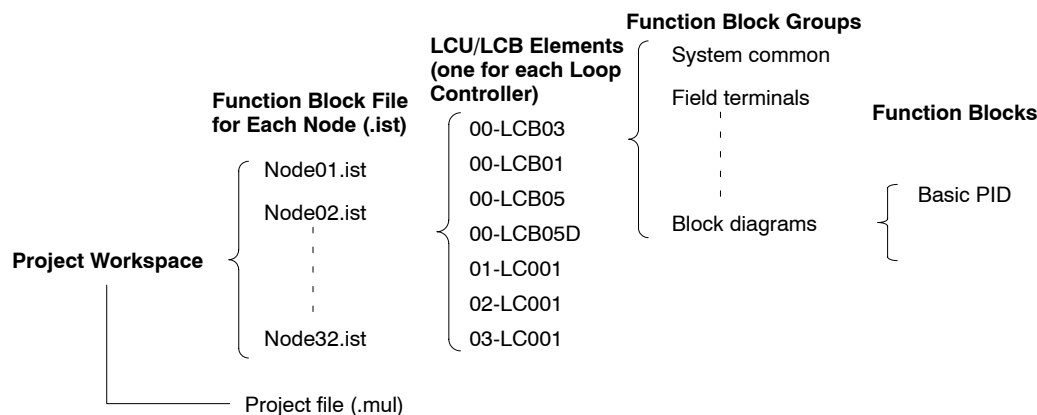 Function Block Groups
LCU/LCB Elements
(one for each Loop
Controller)
System common
Field terminals
Function Block File
for Each Node (.ist)
Function Blocks
00-LCB03
00-LCB01
00-LCB05
00-LCB05D
01-LC001
02-LC001
03-LC001
Node01.ist
Node02.ist
Basic PID
Block diagrams
Project Workspace
Node32.ist
Project file (.mul)